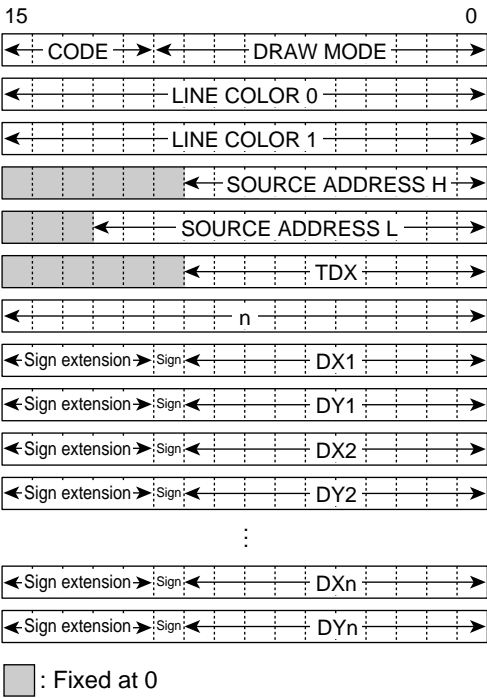 15 0
CODE DRAW MODE
LINE COLOR 0
LINE COLOR 1
SOURCE ADDRESS H
SOURCE ADDRESS L
TDX
n
Sign extension Sign DX1
Sign extension Sign DY1
Sign extension Sign DX2
Sign extension Sign DY2
⋮
Sign extension Sign DXn
Sign extension Sign DYn
: Fixed at 0